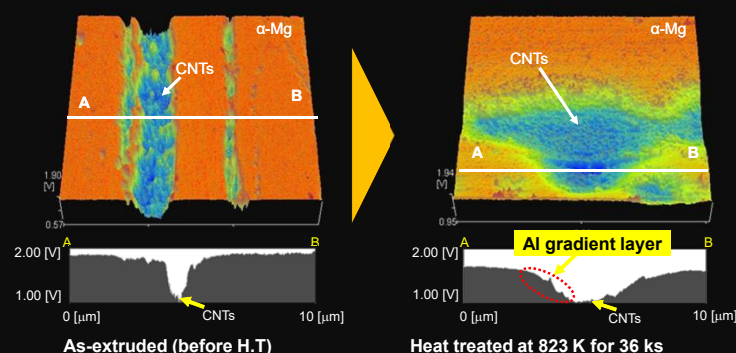 α-Mg
CNTs
A
B
1.90
[V]
0.57
2.00 [V]
1.00 [V]
A
B
CNTs
0 [μm]
10 [μm]
As-extruded (before H.T)
α-Mg
CNTs
A
B
1.94
[V]
0.95
Al gradient layer
2.00 [V]
1.00 [V]
A
B
CNTs
0 [μm]
10 [μm]
Heat treated at 823 K for 36 ks